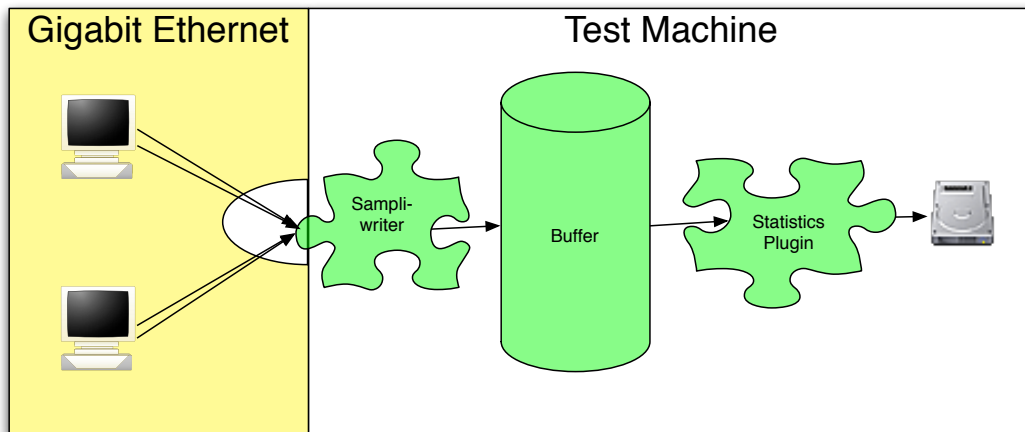 Gigabit Ethernet
Test Machine
Sampli-
writer
Buffer
Statistics
Plugin